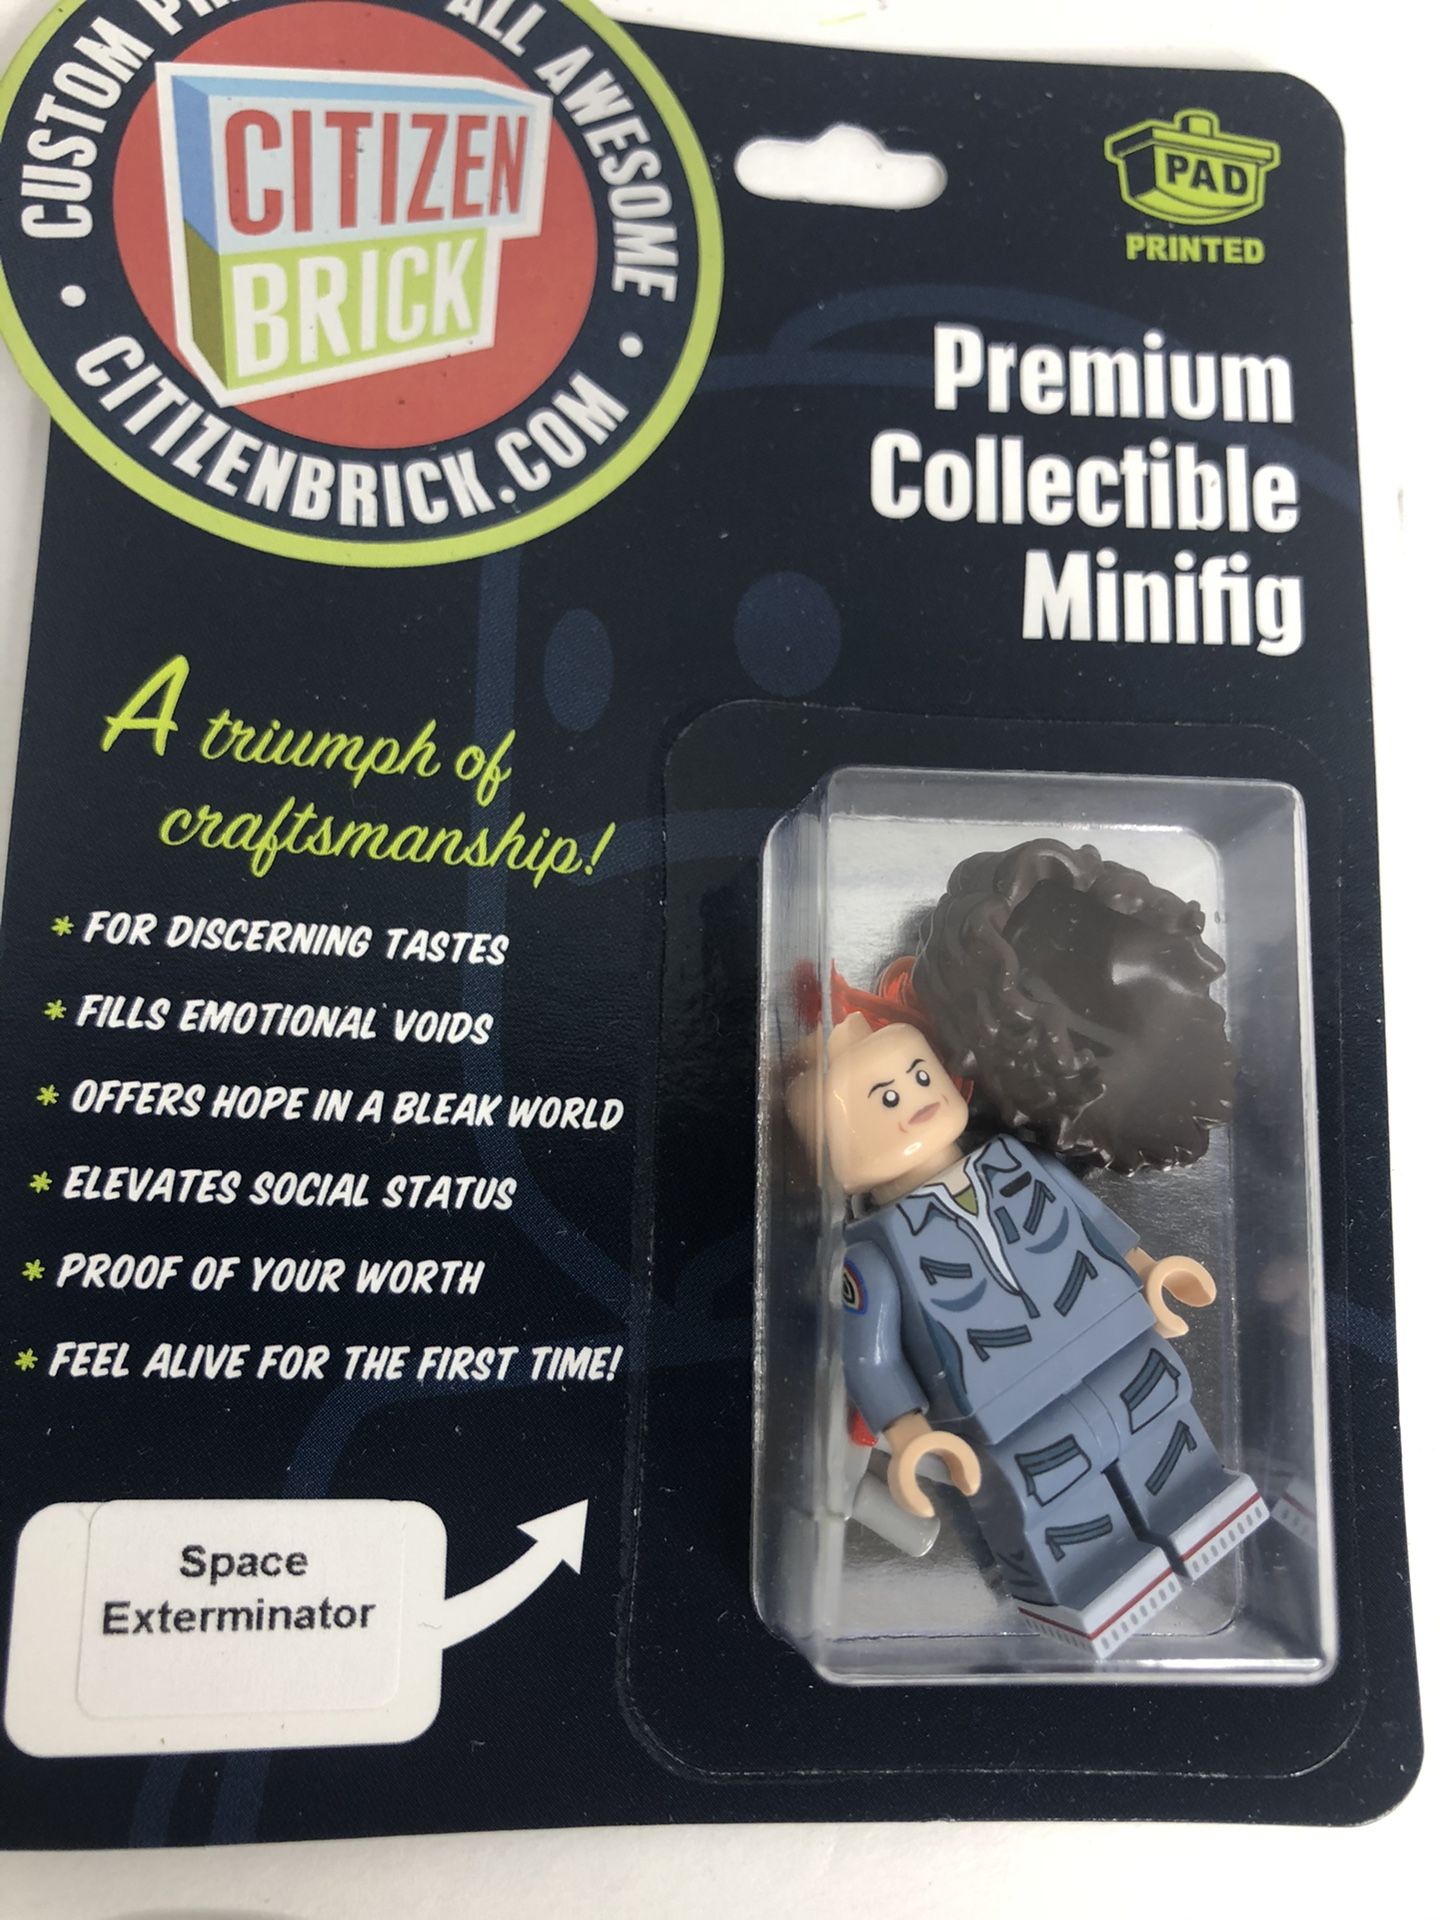 CUSTOM
ALL AWESOME
CITIZEN
BRICK
• CITIZENBRICK.COM •
PAD
PRINTED
Premium
Collectible
Minifig
A triumph of
craftsmanship!
* FOR DISCERNING TASTES
* FILLS EMOTIONAL VOIDS
* OFFERS HOPE IN A BLEAK WORLD
* ELEVATES SOCIAL STATUS
* PROOF OF YOUR WORTH
* FEEL ALIVE FOR THE FIRST TIME!
Space
Exterminator